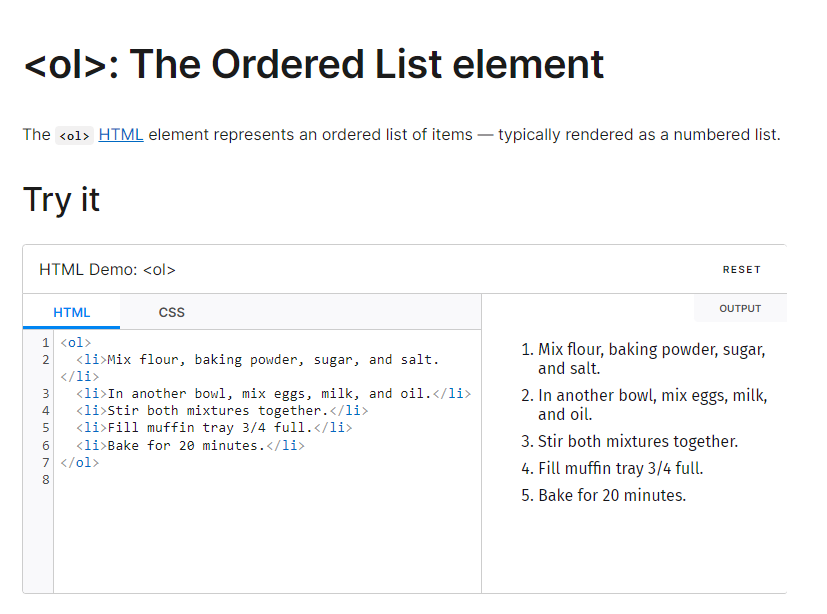 <ol>: The Ordered List element
The <ol> HTML element represents an ordered list of items — typically rendered as a numbered list.
Try it
HTML Demo: <ol>
RESET
HTML
CSS
1 <ol>
2   <li>Mix flour, baking powder, sugar, and salt.
</li>
3   <li>In another bowl, mix eggs, milk, and oil.</li>
4   <li>Stir both mixtures together.</li>
5   <li>Fill muffin tray 3/4 full.</li>
6   <li>Bake for 20 minutes.</li>
7 </ol>
8
OUTPUT
1. Mix flour, baking powder, sugar,
and salt.
2. In another bowl, mix eggs, milk,
and oil.
3. Stir both mixtures together.
4. Fill muffin tray 3/4 full.
5. Bake for 20 minutes.